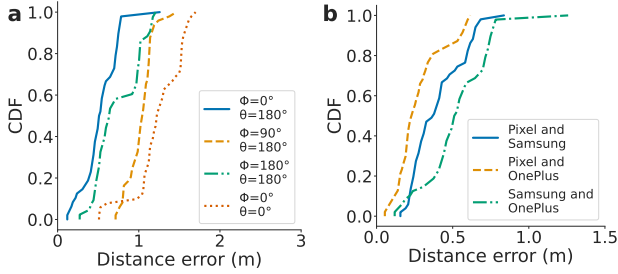 a
CDF
1.0
0.8
0.6
0.4
0.2
0.0
Φ=0°
θ=180°
Φ=90°
θ=180°
Φ=180°
θ=180°
Φ=0°
θ=0°
0
1
2
3
Distance error (m)
b
CDF
1.0
0.8
0.6
0.4
0.2
0.0
Pixel and
Samsung
Pixel and
OnePlus
Samsung and
OnePlus
0.0
0.5
1.0
1.5
Distance error (m)